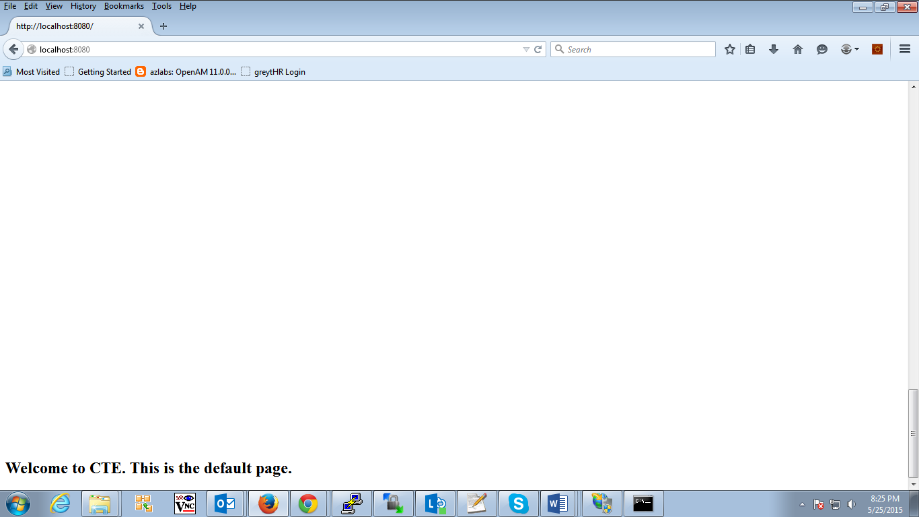 File Edit View History Bookmarks Tools Help
http://localhost:8080/
localhost:8080 Search
Most Visited Getting Started azlabs: OpenAM 11.0.0... greytHR Login
Welcome to CTE. This is the default page.
8:25 PM
5/25/2015